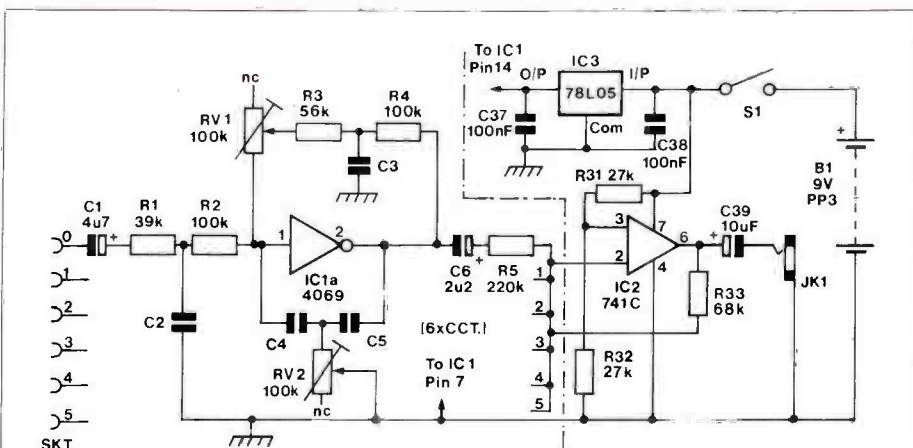 To IC1
Pin14
O/P
IC3
78L05
I/P
Com
C37
100nF
C38
100nF
S1
+
B1
9V
PP3
nc
RV1
100k
R3
56k
R4
100k
C3
R31 27k
C1
4u7
+
R1
39k
R2
100k
1
2
IC1a
4069
C6
2u2
+
R5
220k
3
2
7
6
4
IC2
741C
C39
10uF
+
JK1
R33
68k
C2
C4
C5
RV2
100k
nc
(6xCCT.)
To IC1
Pin 7
R32
27k
0
1
2
3
4
5
SKT
1
2
3
4
5